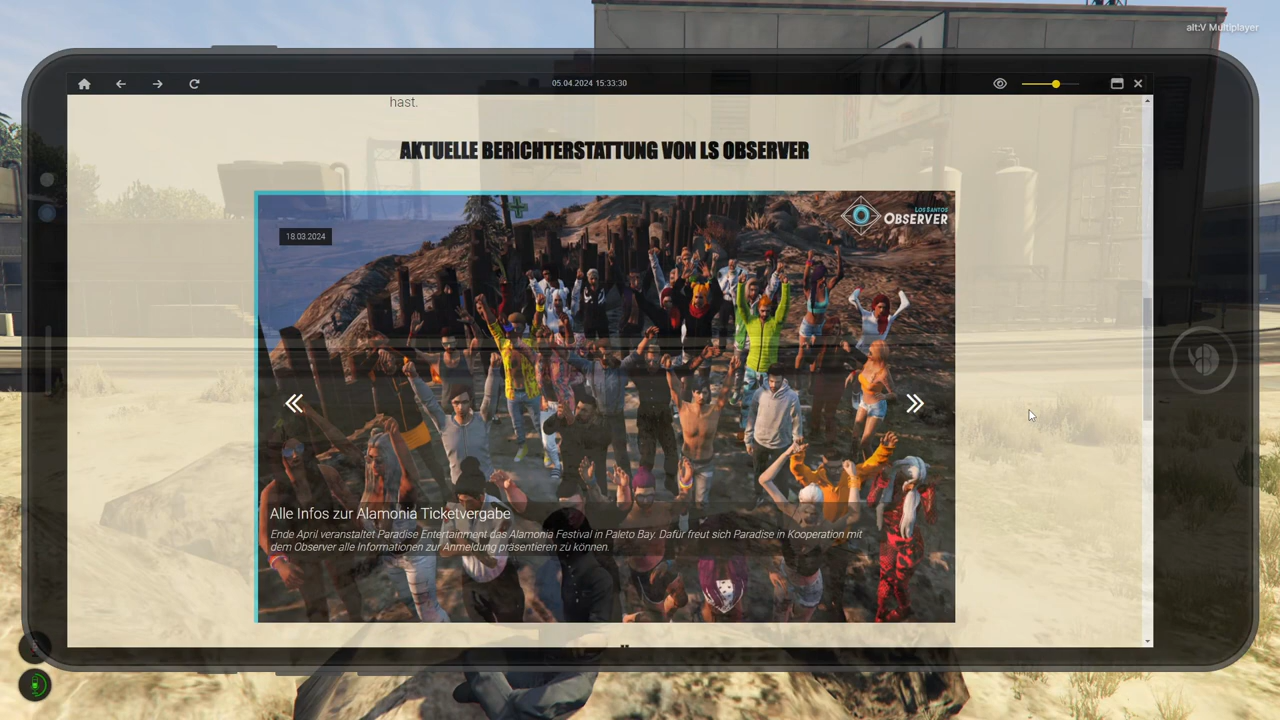 alt:V Multiplayer
05.04.2024 15:33:30
hast.
AKTUELLE BERICHTERSTATTUNG VON LS OBSERVER
18.03.2024
LOS SANTOS
OBSERVER
Alle Infos zur Alamonia Ticketvergabe
Ende April veranstaltet Paradise Entertainment das Alamonia Festival in Paleto Bay. Dafür freut sich Paradise in Kooperation mit
dem Observer alle Informationen zur Anmeldung präsentieren zu können.